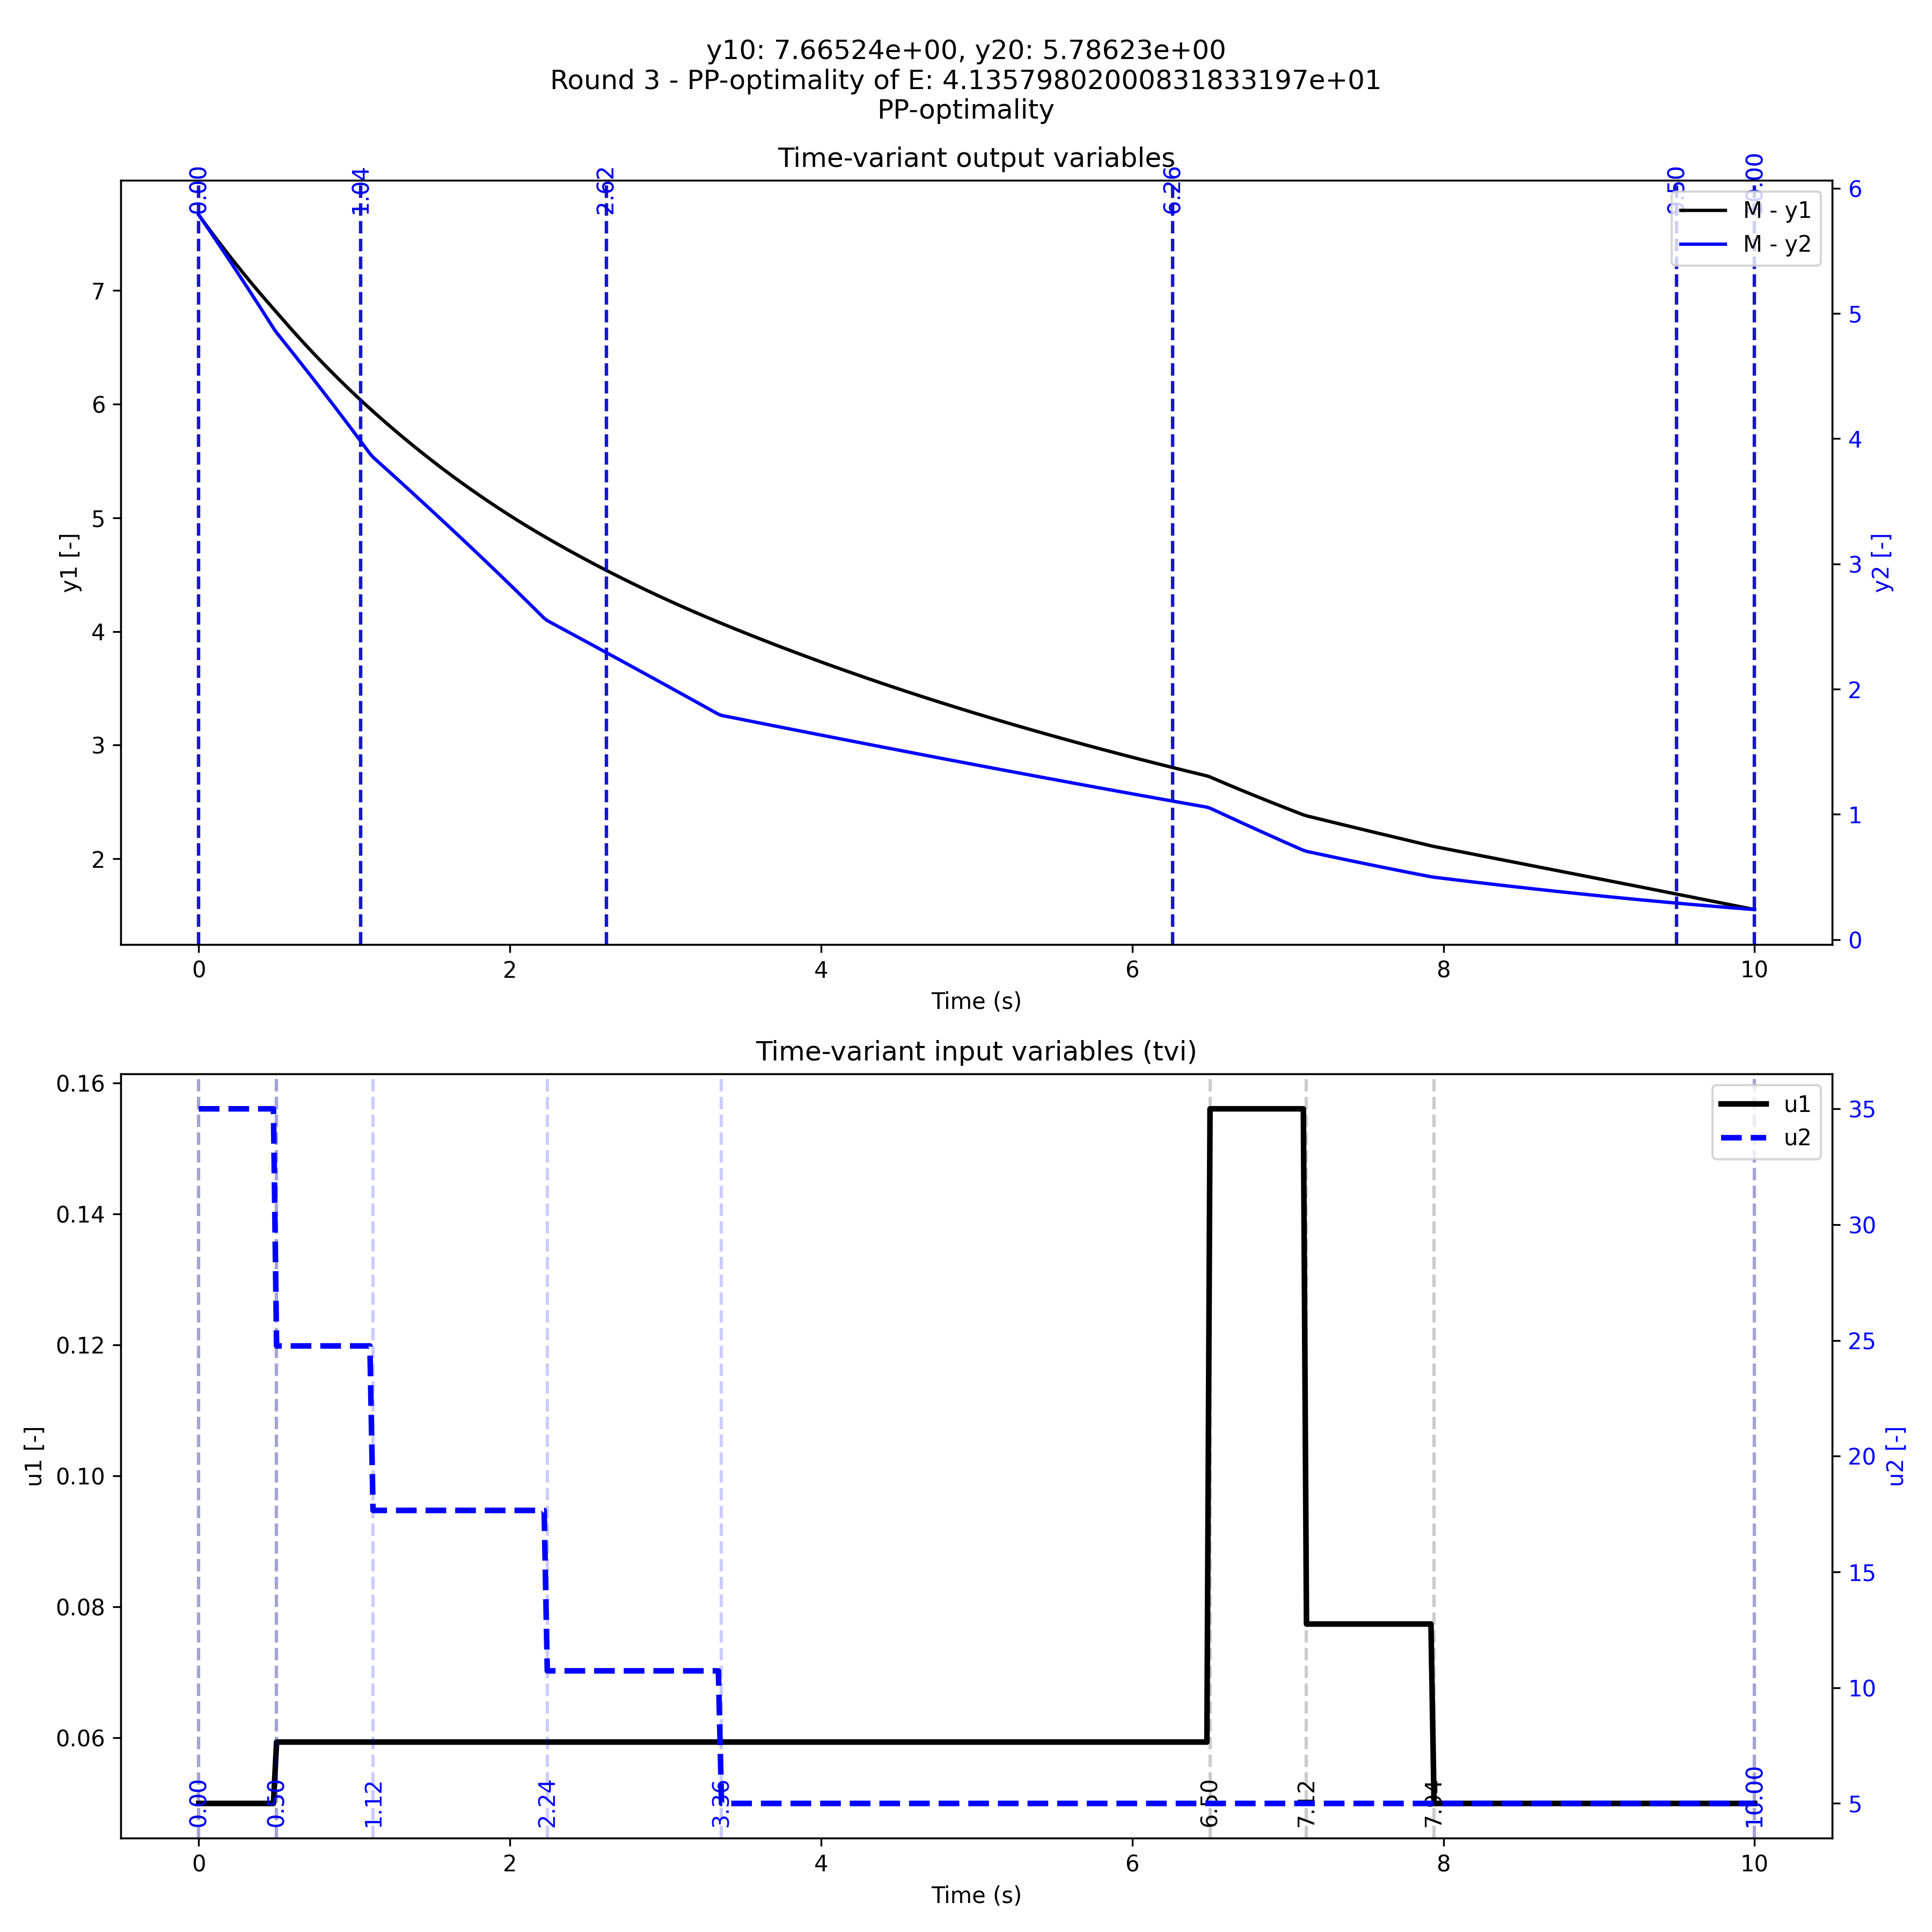 y10: 7.66524e+00, y20: 5.78623e+00
Round 3 - PP-optimality of E: 4.13579802000831833197e+01
PP-optimality
Time-variant output variables
0.00
1.04
2.62
6.26
M - y1
M - y2
7
6
5
4
3
2
y1 [-]
6
5
4
3
2
1
0
y2 [-]
0 2 4 6 8 10
Time (s)
Time-variant input variables (tvi)
u1
u2
0.16
0.14
0.12
0.10
0.08
0.06
u1 [-]
35
30
25
20
15
10
5
u2 [-]
0.00
0.50
1.12
2.24
3.36
6.50
7.12
7.94
10.00
0 2 4 6 8 10
Time (s)